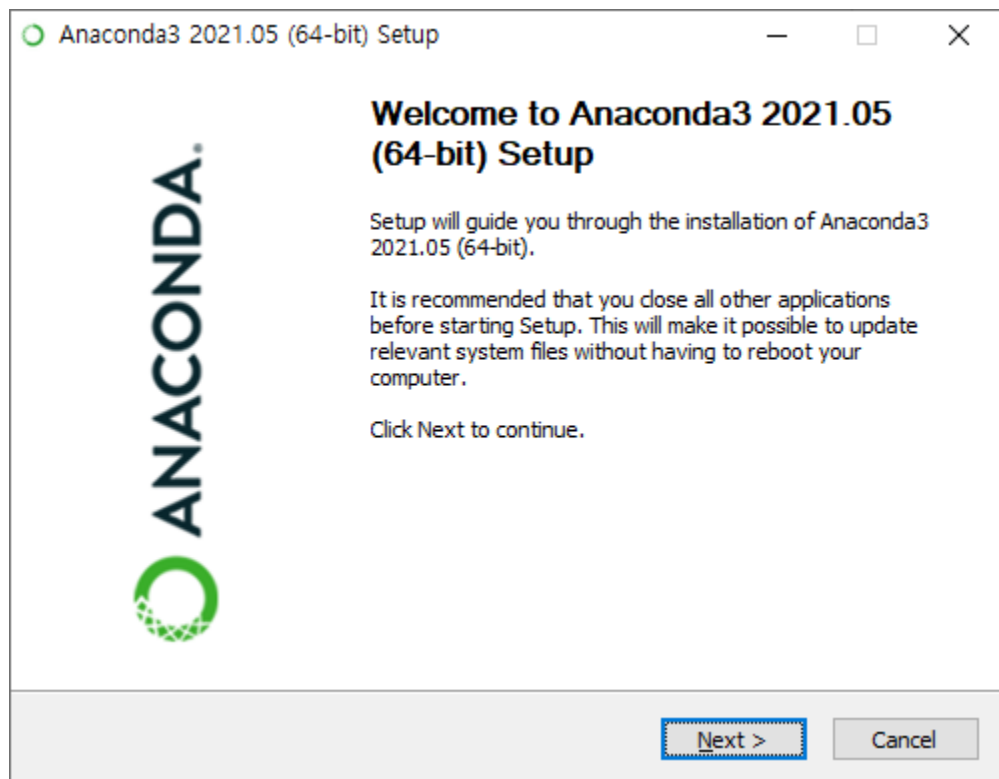 Anaconda3 2021.05 (64-bit) Setup
Welcome to Anaconda3 2021.05
(64-bit) Setup
Setup will guide you through the installation of Anaconda3
2021.05 (64-bit).
It is recommended that you close all other applications
before starting Setup. This will make it possible to update
relevant system files without having to reboot your
computer.
Click Next to continue.
ANACONDA.
Next >
Cancel